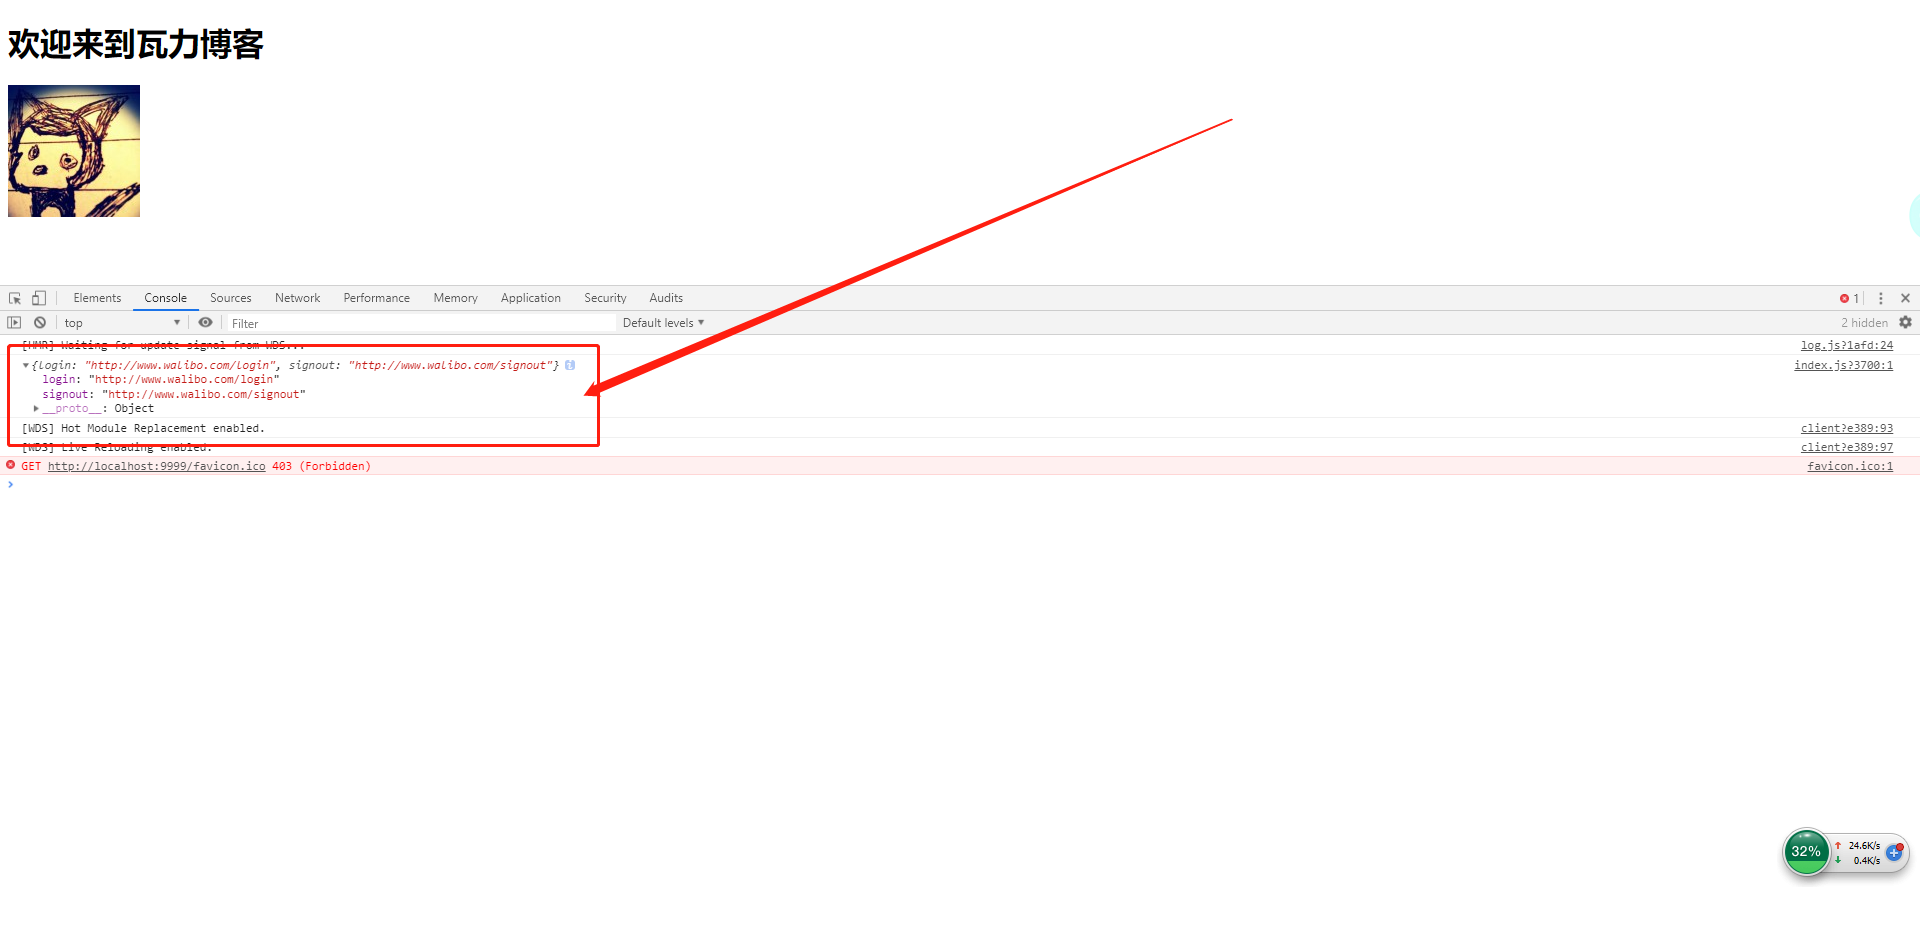 欢迎来到瓦力博客
Elements Console Sources Network Performance Memory Application Security Audits 1
top Filter Default levels 2 hidden
[HMR] Waiting for update signal from WDS... log.js?1afd:24
{login: "http://www.walibo.com/login", signout: "http://www.walibo.com/signout"} i index.js?3700:1
login: "http://www.walibo.com/login"
signout: "http://www.walibo.com/signout"
__proto__: Object
[WDS] Hot Module Replacement enabled. client?e389:93
[WDS] Live Reloading enabled. client?e389:97
GET http://localhost:9999/favicon.ico 403 (Forbidden) favicon.ico:1
32% 24.6K/s
0.4K/s